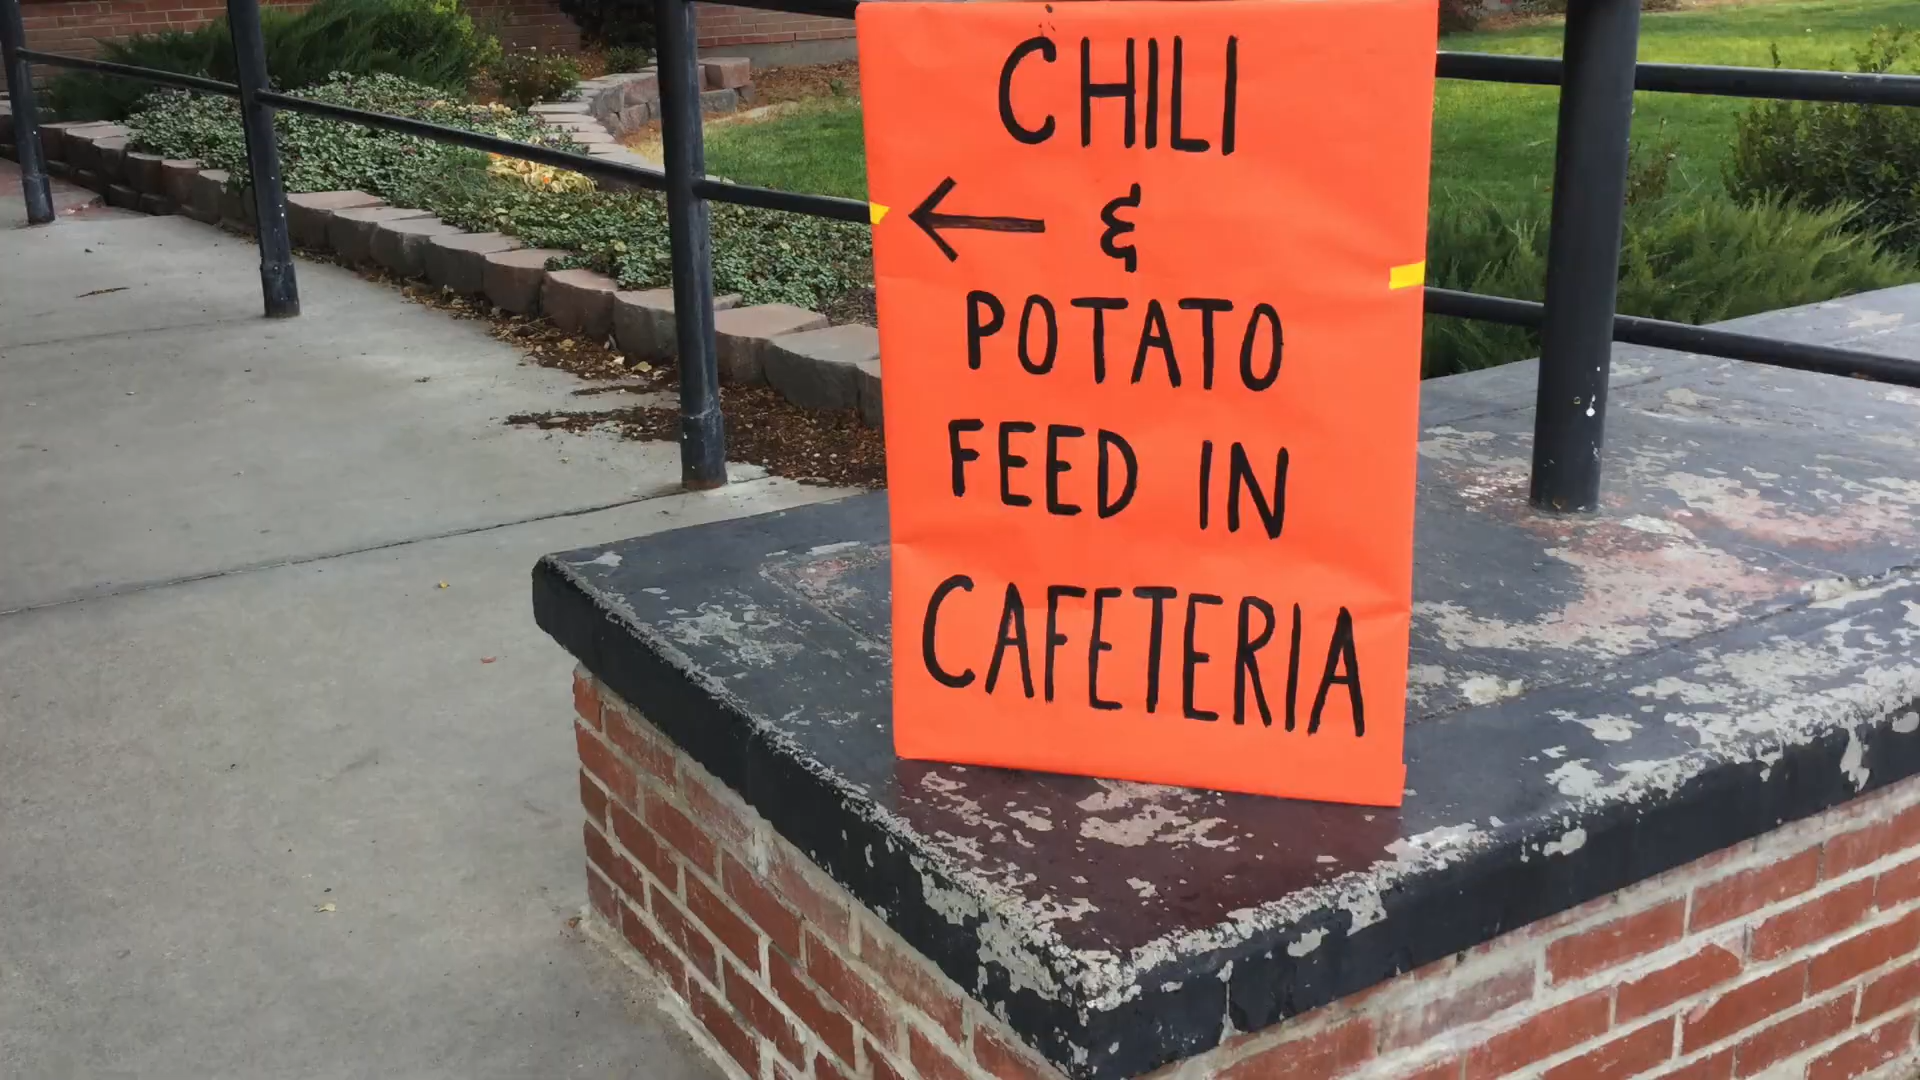 CHILI
← &
POTATO
FEED IN
CAFETERIA